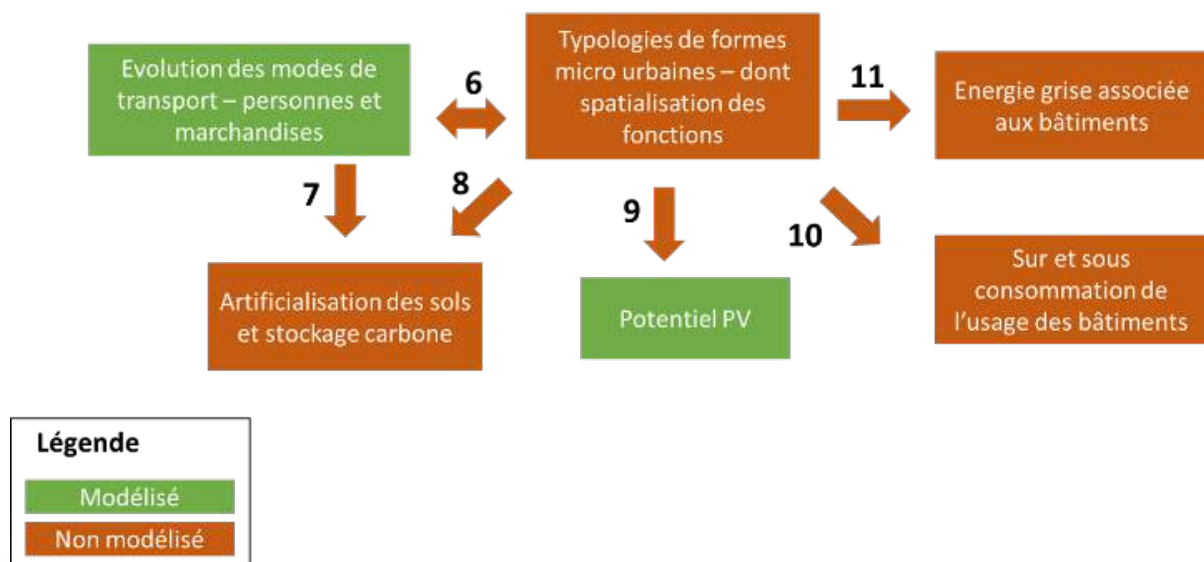 Evolution des modes de
transport – personnes et
marchandises
6
Typologies de formes
micro urbaines – dont
spatialisation des
fonctions
11
Energie grise associée
aux bâtiments
7
8
9
10
Artificialisation des sols
et stockage carbone
Potentiel PV
Sur et sous
consommation de
l'usage des bâtiments
Légende
Modélisé
Non modélisé